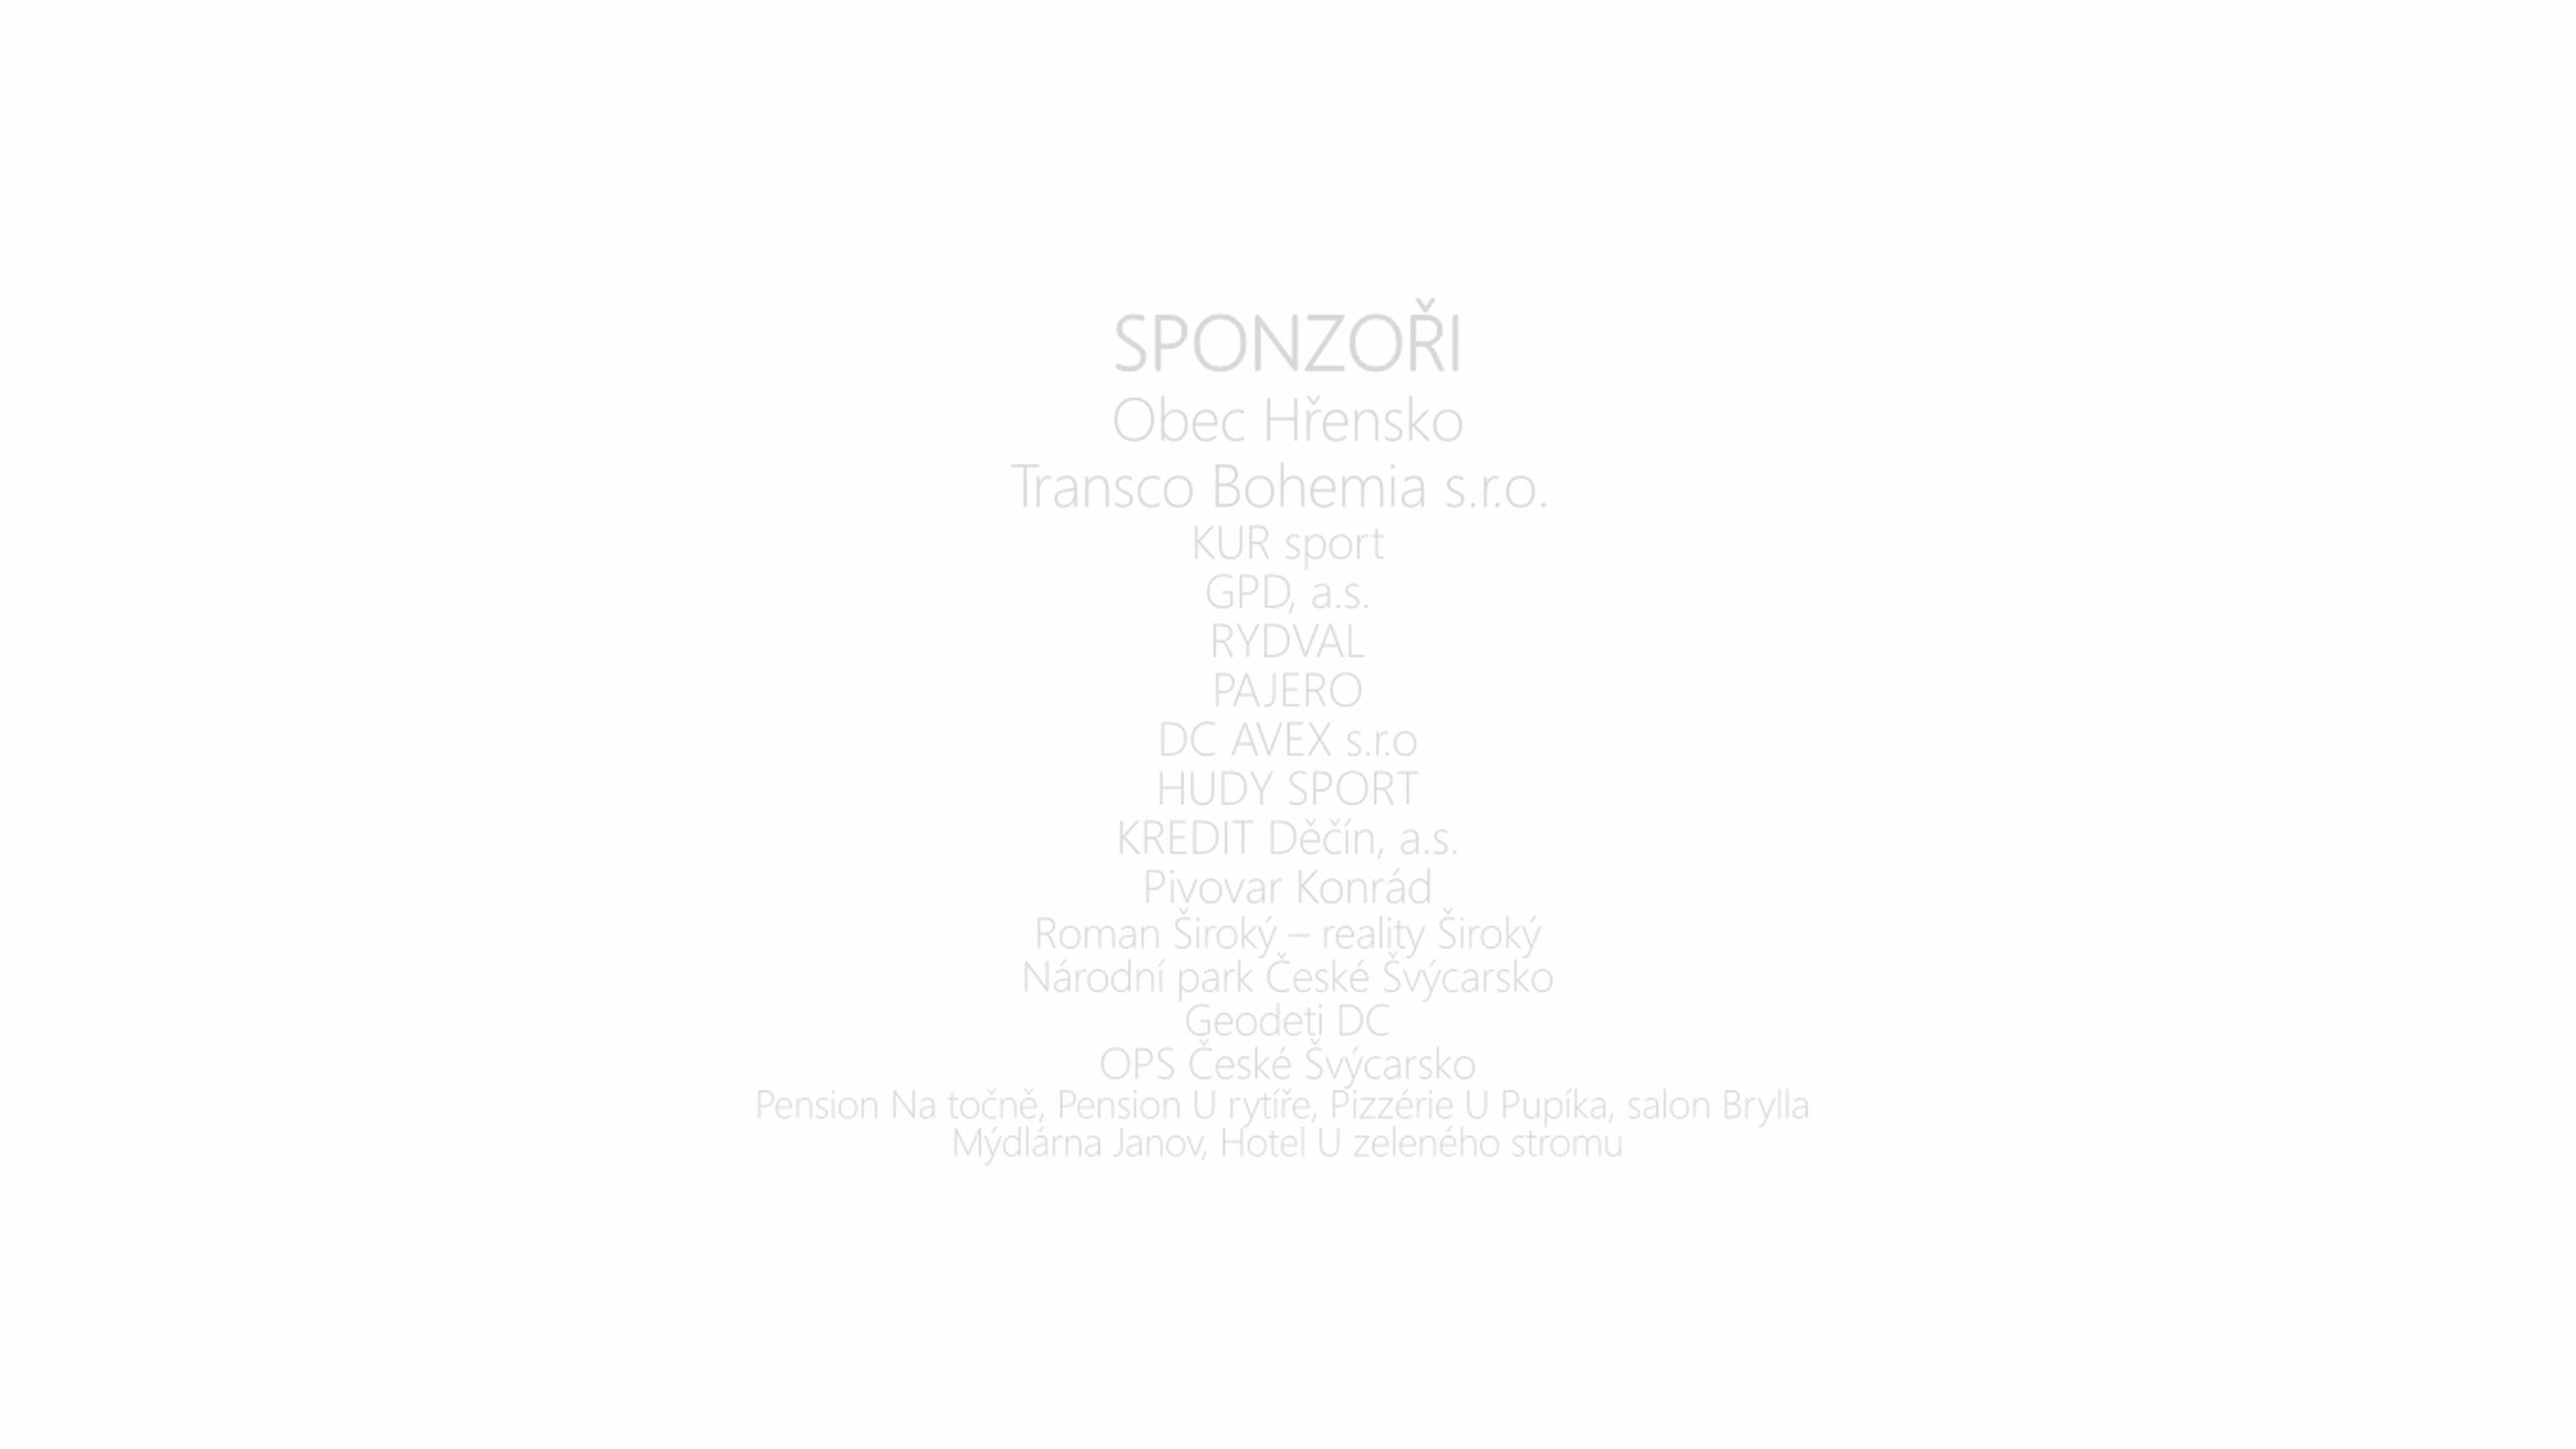 SPONZOŘI
Obec Hřensko
Transco Bohemia s.r.o.
KUR sport
GPD, a.s.
RYDVAL
PAJERO
DC AVEX s.r.o
HUDY SPORT
KREDIT Děčín, a.s.
Pivovar Konrád
Roman Široký – reality Široký
Národní park České Švýcarsko
Geodeti DC
OPS České Švýcarsko
Pension Na točně, Pension U rytíře, Pizzérie U Pupíka, salon Brylla
Mýdlárna Janov, Hotel U zeleného stromu